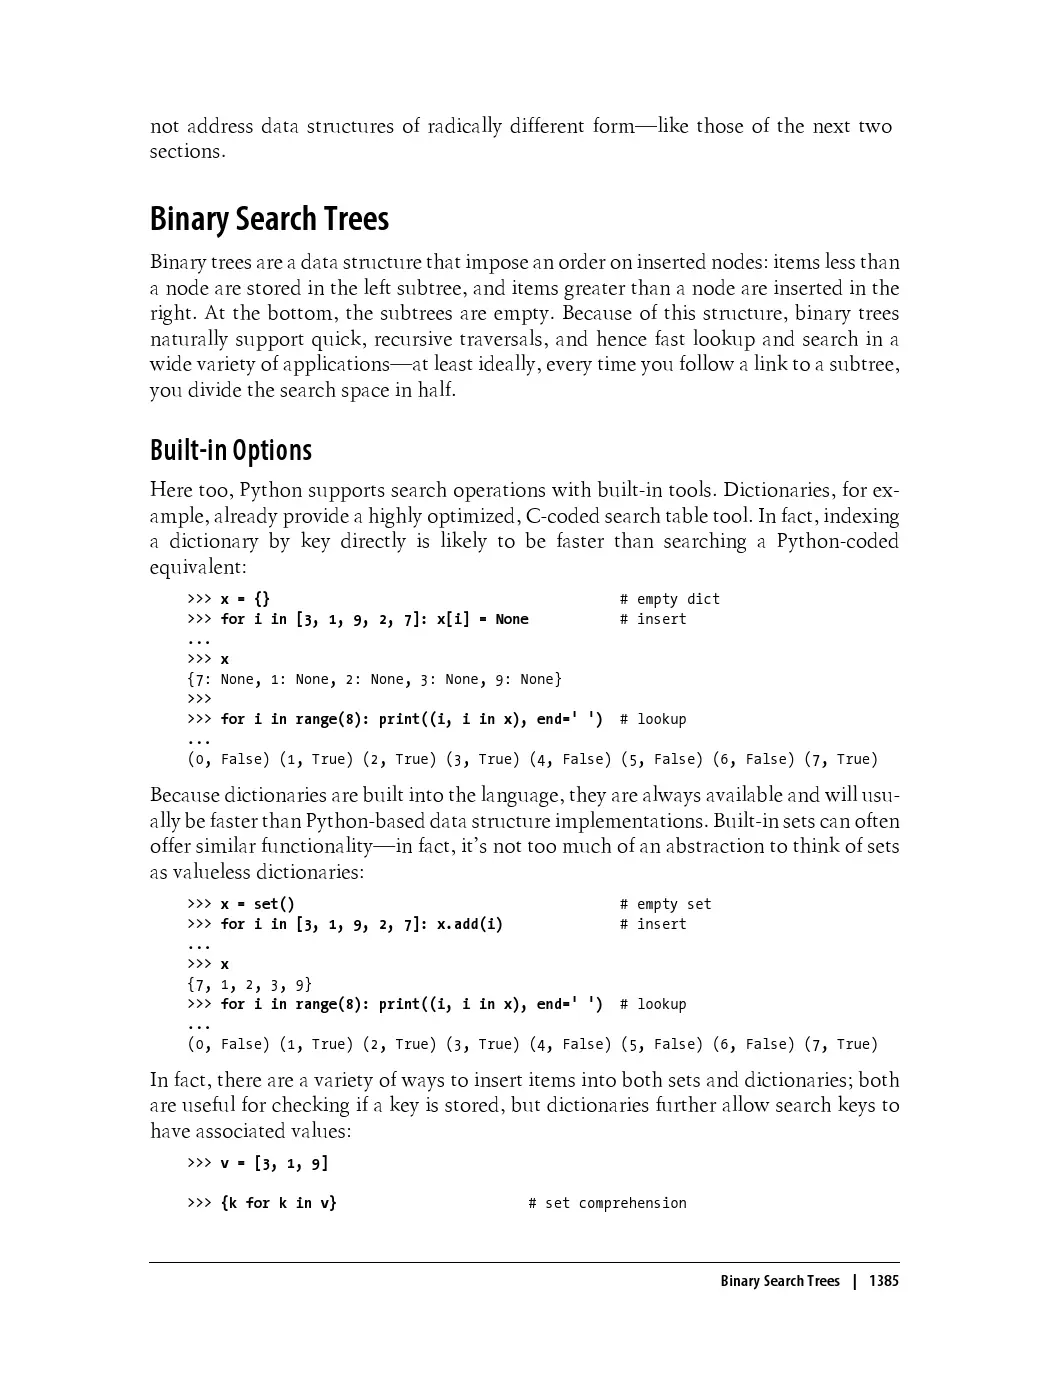 not address data structures of radically different form—like those of the next two
sections.
Binary Search Trees
Binary trees are a data structure that impose an order on inserted nodes: items less than
a node are stored in the left subtree, and items greater than a node are inserted in the
right. At the bottom, the subtrees are empty. Because of this structure, binary trees
naturally support quick, recursive traversals, and hence fast lookup and search in a
wide variety of applications—at least ideally, every time you follow a link to a subtree,
you divide the search space in half.
Built-in Options
Here too, Python supports search operations with built-in tools. Dictionaries, for ex-
ample, already provide a highly optimized, C-coded search table tool. In fact, indexing
a dictionary by key directly is likely to be faster than searching a Python-coded
equivalent:
>>> x = {} # empty dict
>>> for i in [3, 1, 9, 2, 7]: x[i] = None # insert
...
>>> x
{7: None, 1: None, 2: None, 3: None, 9: None}
>>>
>>> for i in range(8): print((i, i in x), end=' ') # lookup
...
(0, False) (1, True) (2, True) (3, True) (4, False) (5, False) (6, False) (7, True)
Because dictionaries are built into the language, they are always available and will usu-
ally be faster than Python-based data structure implementations. Built-in sets can often
offer similar functionality—in fact, it's not too much of an abstraction to think of sets
as valueless dictionaries:
>>> x = set() # empty set
>>> for i in [3, 1, 9, 2, 7]: x.add(i) # insert
...
>>> x
{7, 1, 2, 3, 9}
>>> for i in range(8): print((i, i in x), end=' ') # lookup
...
(0, False) (1, True) (2, True) (3, True) (4, False) (5, False) (6, False) (7, True)
In fact, there are a variety of ways to insert items into both sets and dictionaries; both
are useful for checking if a key is stored, but dictionaries further allow search keys to
have associated values:
>>> v = [3, 1, 9]
>>> {k for k in v} # set comprehension
Binary Search Trees | 1385